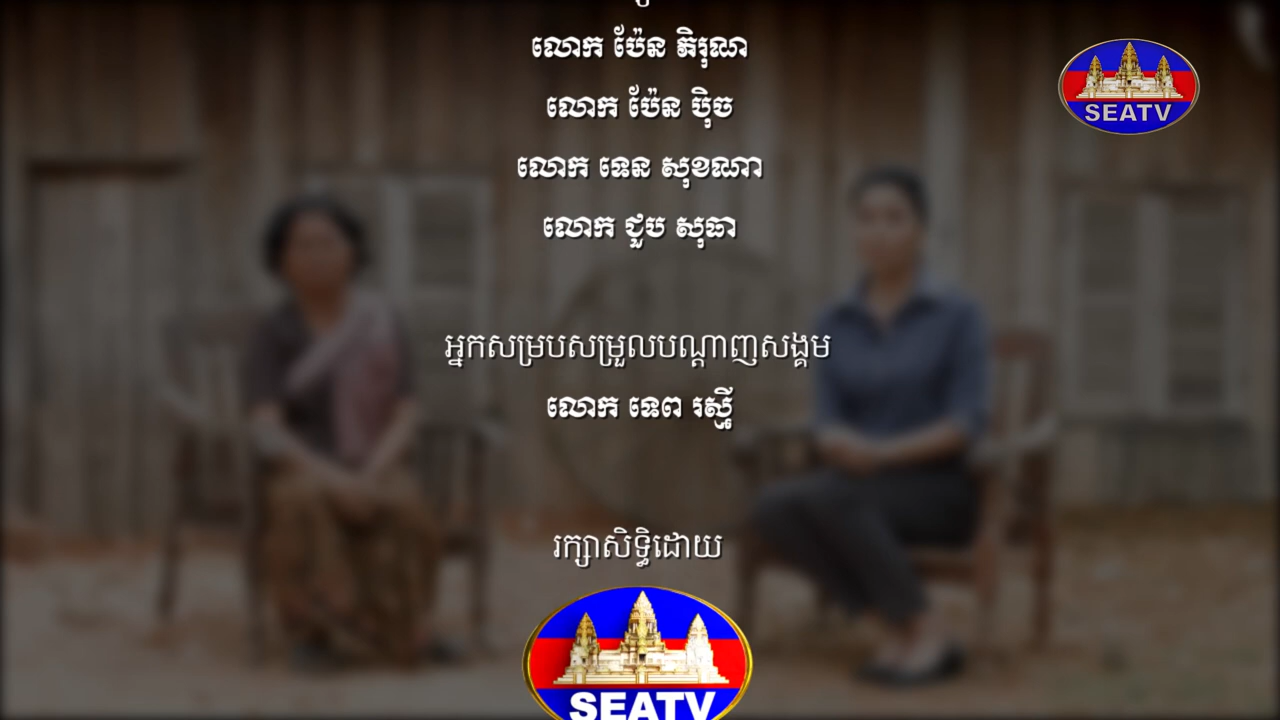 លោក ប៉ែន ភិរុណ
SEATV
លោក ប៉ែន ប៉ិច
លោក ទេន សុខណា
លោក ជួប សុធា
អ្នកសម្របសម្រួលបណ្តាញសង្គម
លោក ទេព រស្មី
រក្សាសិទ្ធិដោយ
SEATV